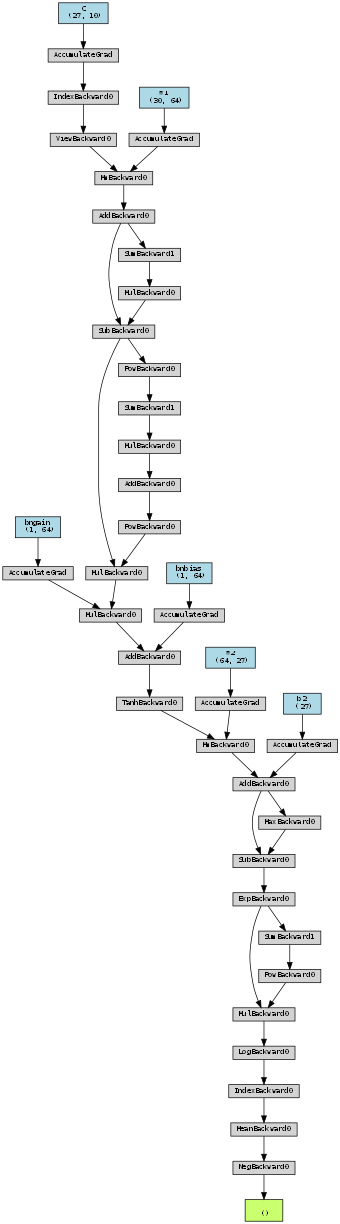 C
(27, 10)
AccumulateGrad
W1
(30, 64)
IndexBackward0
ViewBackward0
AccumulateGrad
MmBackward0
AddBackward0
SumBackward1
MulBackward0
SubBackward0
PowBackward0
SumBackward1
MulBackward0
AddBackward0
bngain
(1, 64)
PowBackward0
bnbias
(1, 64)
AccumulateGrad
MulBackward0
MulBackward0
AccumulateGrad
W2
(64, 27)
AddBackward0
TanhBackward0
AccumulateGrad
b2
(27)
MmBackward0
AccumulateGrad
AddBackward0
MaxBackward0
SubBackward0
ExpBackward0
SumBackward1
PowBackward0
MulBackward0
LogBackward0
IndexBackward0
MeanBackward0
NegBackward0
()